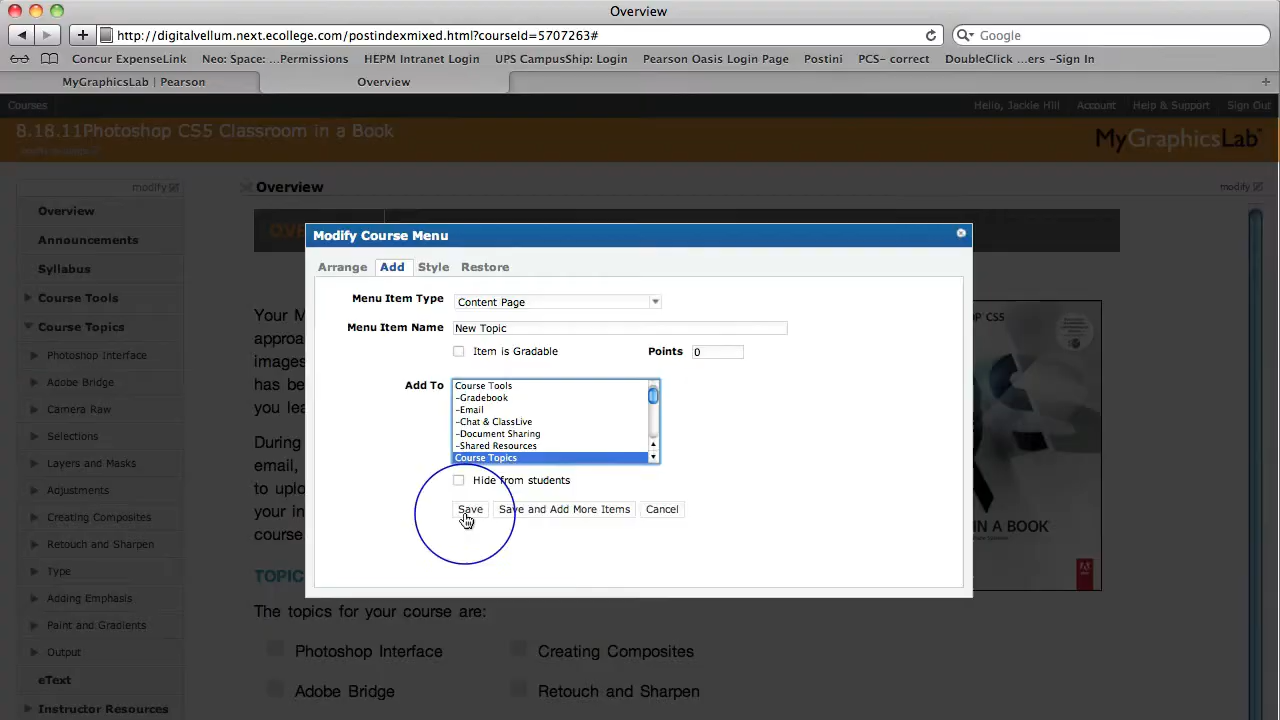 Overview
http://digitalvellum.next.ecollege.com/postindexmixed.html?courseId=5707263#
Google
Concur ExpenseLink Neo: Space: ...Permissions HEPM Intranet Login UPS CampusShip: Login Pearson Oasis Login Page Postini PCS- correct DoubleClick ...ers -Sign In
MyGraphicsLab | Pearson Overview
Courses Hello, Jackie Hill Account Help & Support Sign Out
8.18.11Photoshop CS5 Classroom in a Book
MyGraphicsLab
modify
Overview
modify
Overview
Announcements
Syllabus
Course Tools
Course Topics
Photoshop Interface
Adobe Bridge
Camera Raw
Selections
Layers and Masks
Adjustments
Creating Composites
Retouch and Sharpen
Type
Adding Emphasis
Paint and Gradients
Output
eText
Instructor Resources
Modify Course Menu
Arrange Add Style Restore
Menu Item Type Content Page
Menu Item Name New Topic
Item is Gradable Points 0
Add To
Course Tools
-Gradebook
-Email
-Chat & ClassLive
-Document Sharing
-Shared Resources
Course Topics
Hide from students
Save Save and Add More Items Cancel
Your M
approa
images
has be
you lea
During
email,
to uplo
your in
course
CS5
IN A BOOK
TOPIC
The topics for your course are:
Photoshop Interface Creating Composites
Adobe Bridge Retouch and Sharpen